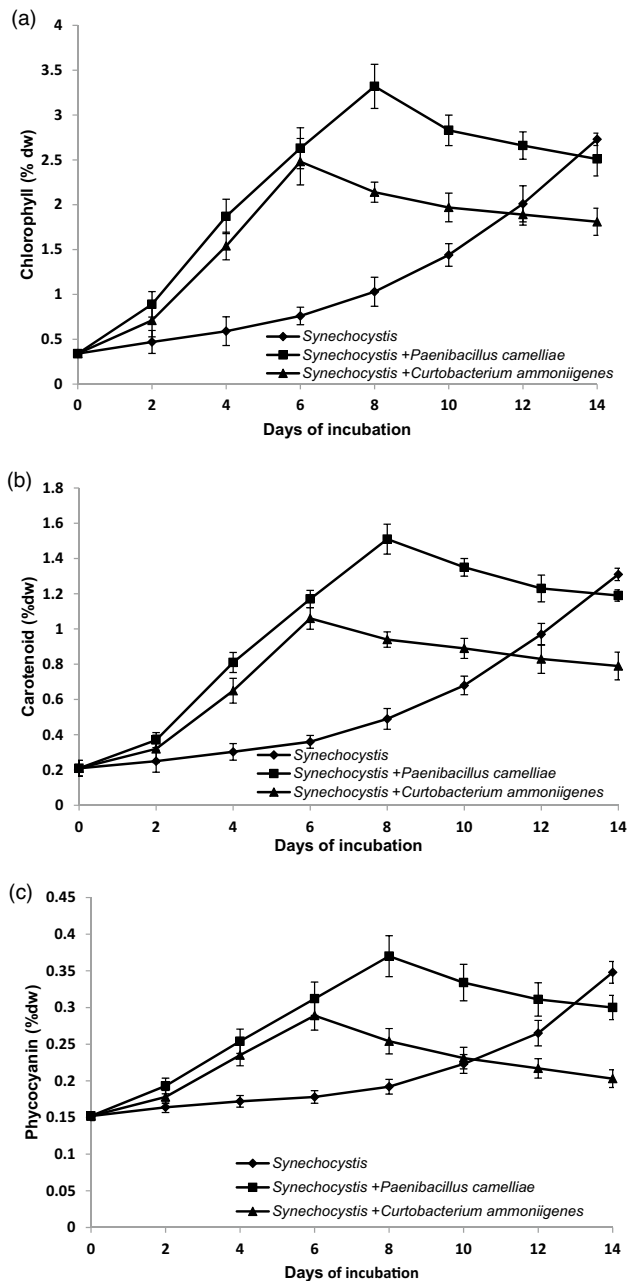 (a)
4
3.5
3
2.5
2
1.5
1
0.5
0
Chlorophyll (% dw)
Synechocystis
Synechocystis +Paenibacillus camelliae
Synechocystis +Curtobacterium ammoniigenes
0 2 4 6 8 10 12 14
Days of incubation
(b)
1.8
1.6
1.4
1.2
1
0.8
0.6
0.4
0.2
0
Carotenoid (%dw)
Synechocystis
Synechocystis +Paenibacillus camelliae
Synechocystis +Curtobacterium ammoniigenes
0 2 4 6 8 10 12 14
Days of incubation
(c)
0.45
0.4
0.35
0.3
0.25
0.2
0.15
0.1
0.05
0
Phycocyanin (%dw)
Synechocystis
Synechocystis +Paenibacillus camelliae
Synechocystis +Curtobacterium ammoniigenes
0 2 4 6 8 10 12 14
Days of incubation